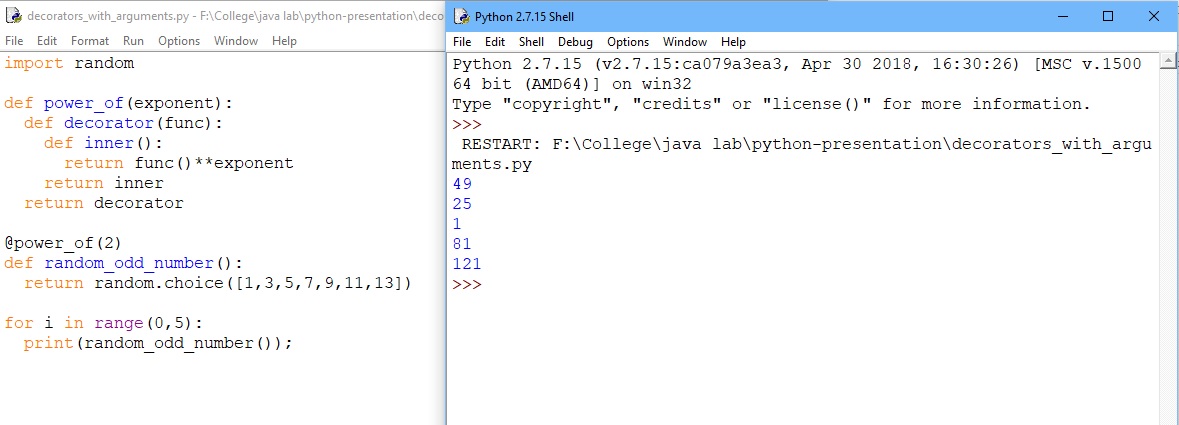 decorators_with_arguments.py - F:\College\java lab\python-presentation\deco
File Edit Format Run Options Window Help
import random
def power_of(exponent):
  def decorator(func):
    def inner():
      return func()**exponent
    return inner
  return decorator
@power_of(2)
def random_odd_number():
  return random.choice([1,3,5,7,9,11,13])
for i in range(0,5):
  print(random_odd_number());
Python 2.7.15 Shell
File Edit Shell Debug Options Window Help
Python 2.7.15 (v2.7.15:ca079a3ea3, Apr 30 2018, 16:30:26) [MSC v.1500
64 bit (AMD64)] on win32
Type "copyright", "credits" or "license()" for more information.
>>>
 RESTART: F:\College\java lab\python-presentation\decorators_with_argu
ments.py
49
25
1
81
121
>>>